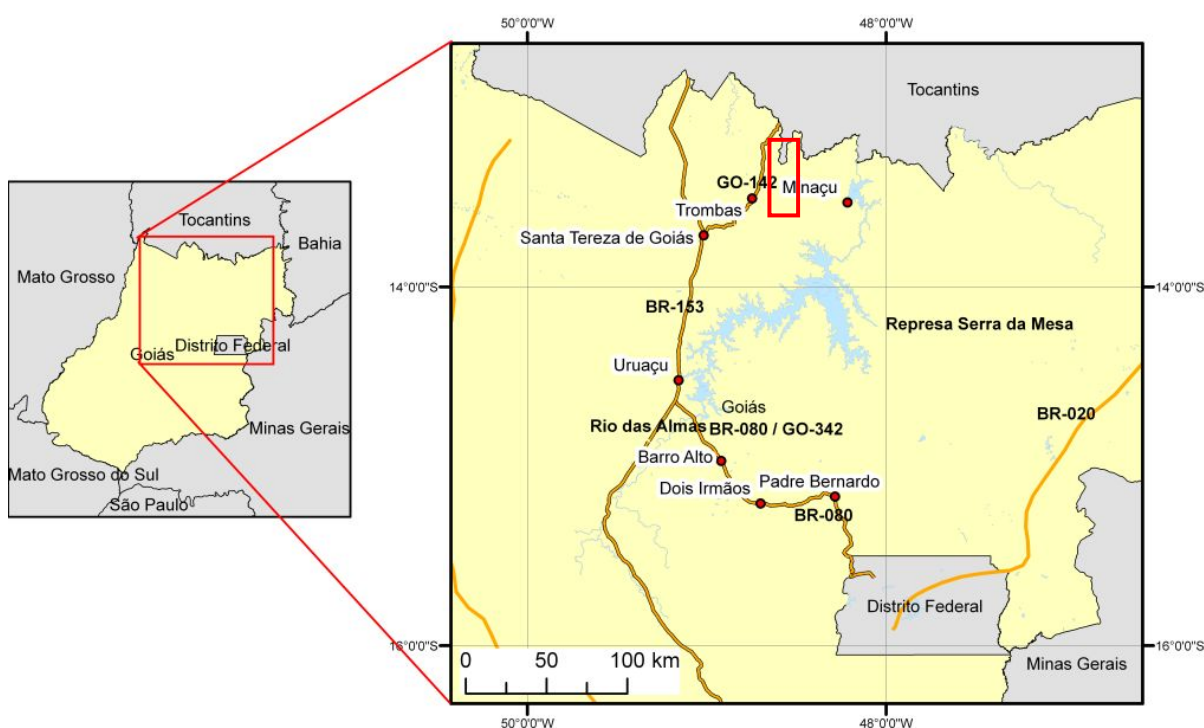 50°0'0"W
48°0'0"W
Tocantins
Bahia
Mato Grosso
Distrito Federal
Goiás
Minas Gerais
Mato Grosso do Sul
São Paulo
Tocantins
GO-142
Minaçu
Trombas
Santa Tereza de Goiás
14°0'0"S
14°0'0"S
BR-153
Represa Serra da Mesa
Uruaçu
Goiás
BR-020
Rio das Almas
BR-080 / GO-342
Barro Alto
Dois Irmãos
Padre Bernardo
BR-080
Distrito Federal
16°0'0"S
16°0'0"S
0 50 100 km
Minas Gerais
50°0'0"W
48°0'0"W